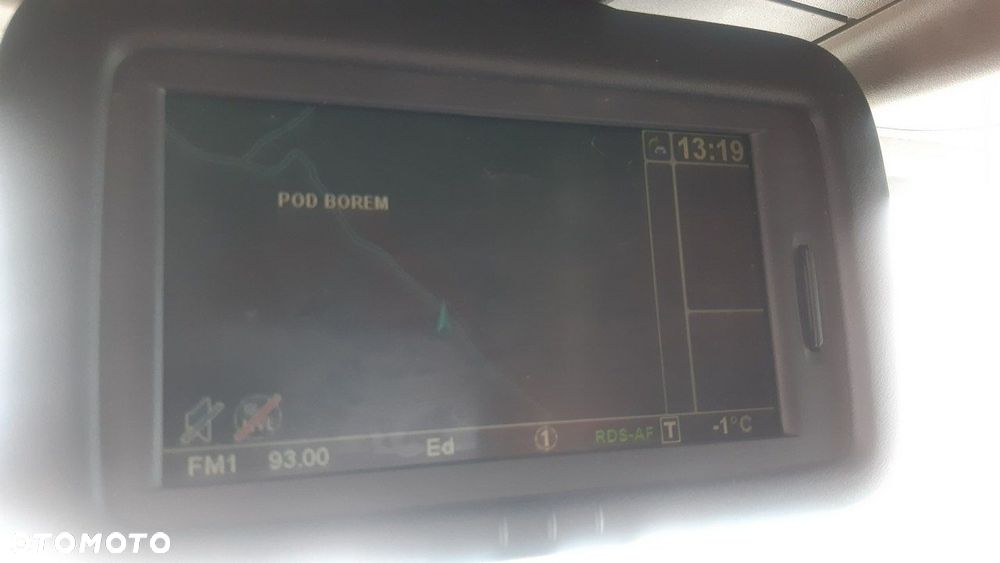 13:19
POD BOREM
FM1 93.00 Ed 1 RDS-AF T -1°C
OTOMOTO